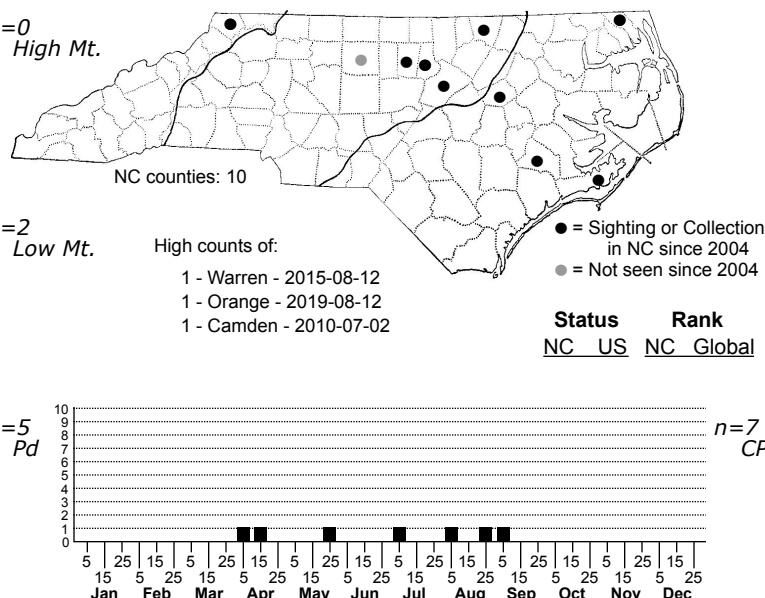 =0
High Mt.
NC counties: 10
=2
Low Mt.
High counts of:
1 - Warren - 2015-08-12
1 - Orange - 2019-08-12
1 - Camden - 2010-07-02
= Sighting or Collection
in NC since 2004
= Not seen since 2004
Status Rank
NC US NC Global
=5
Pd
n=7
CP
10
9
8
7
6
5
4
3
2
1
0
5 25 15 5 25 15 5 25 15 5 25 15 5 25 15 5 25 15
15 5 25 15 5 25 15 5 25 15 5 25 15 5 25 15 5 25
Jan Feb Mar Apr May Jun Jul Aug Sep Oct Nov Dec